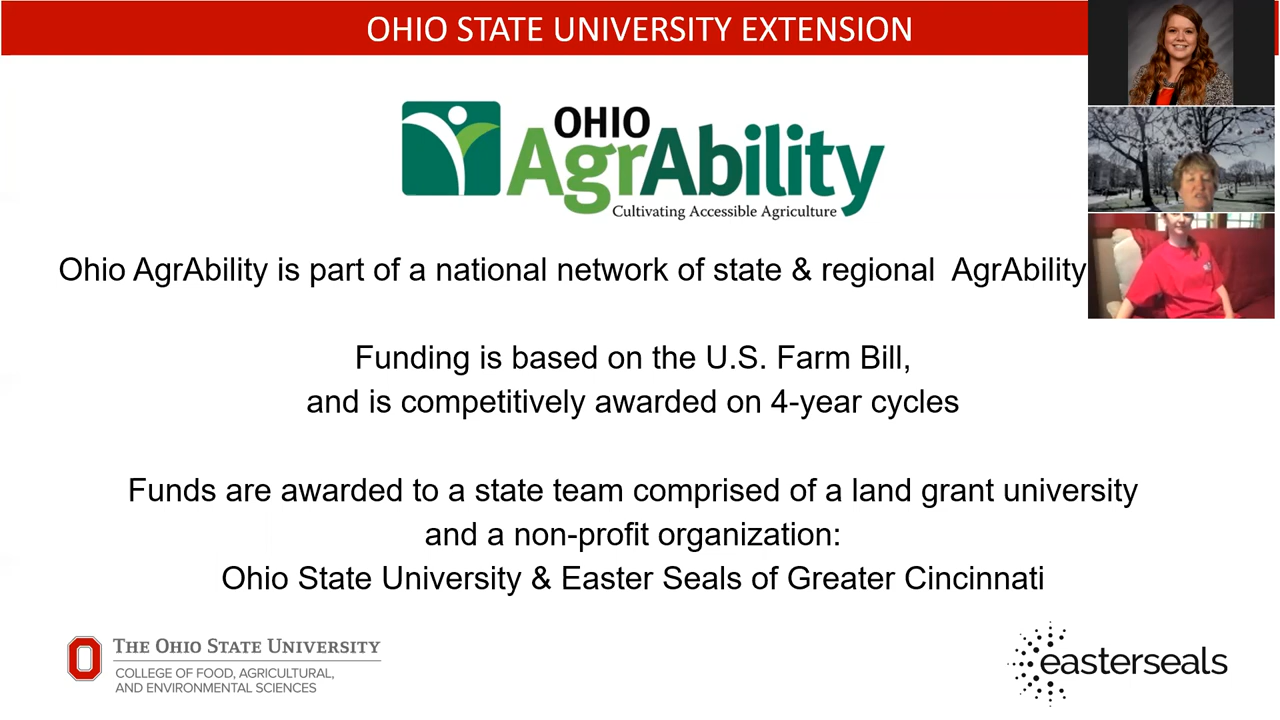 OHIO STATE UNIVERSITY EXTENSION
OHIO
AgrAbility
Cultivating Accessible Agriculture
Ohio AgrAbility is part of a national network of state & regional AgrAbility
Funding is based on the U.S. Farm Bill,
and is competitively awarded on 4-year cycles
Funds are awarded to a state team comprised of a land grant university
and a non-profit organization:
Ohio State University & Easter Seals of Greater Cincinnati
THE OHIO STATE UNIVERSITY
COLLEGE OF FOOD, AGRICULTURAL,
AND ENVIRONMENTAL SCIENCES
easterseals